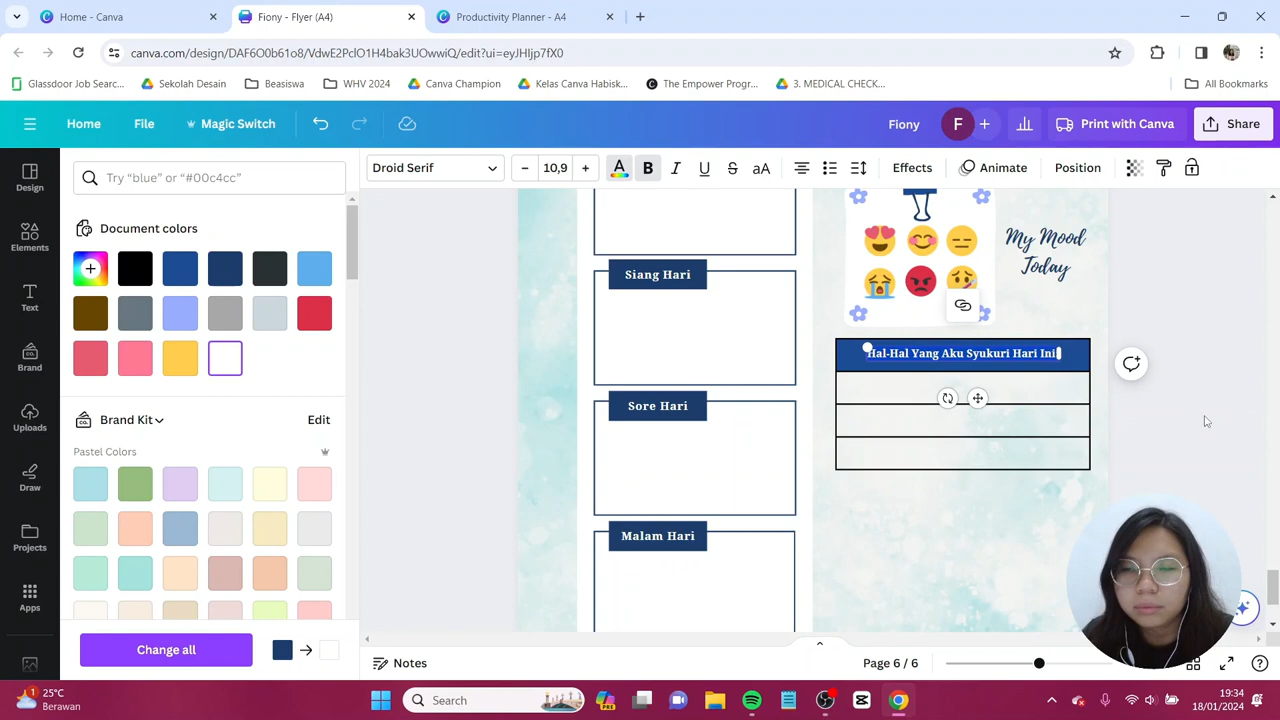 Home - Canva
Fiony - Flyer (A4)
Productivity Planner - A4
canva.com/design/DAF6O0b61o8/VdwE2PclO1H4bak3UOwwiQ/edit?ui=eyJHIjp7fX0
Glassdoor Job Searc...
Sekolah Desain
Beasiswa
WHV 2024
Canva Champion
Kelas Canva Habisk...
The Empower Progr...
3. MEDICAL CHECK...
All Bookmarks
Home
File
Magic Switch
Fiony
F
Print with Canva
Share
Design
Elements
Text
Brand
Uploads
Draw
Projects
Apps
Try “blue” or “#00c4cc”
Document colors
Brand Kit
Edit
Pastel Colors
Change all
Droid Serif
10,9
A
B
I
U
S
aA
Effects
Animate
Position
Siang Hari
Sore Hari
Malam Hari
My Mood
Today
Hal-Hal Yang Aku Syukuri Hari Ini
Notes
Page 6 / 6
1
25°C
Berawan
Search
PRE
19:34
18/01/2024